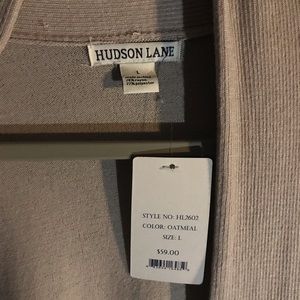 HUDSON LANE
L
STYLE NO: HL2602
COLOR: OATMEAL
SIZE: L
$59.00